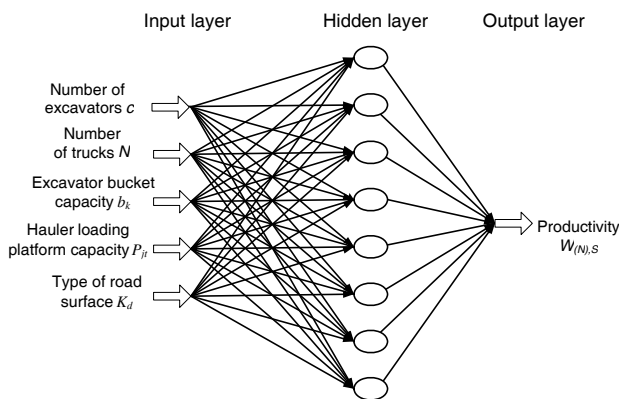 Input layer
Hidden layer
Output layer
Number of
excavators c
Number
of trucks N
Excavator bucket
capacity bk
Hauler loading
platform capacity Pjt
Type of road
surface Kd
Productivity
W(N),S